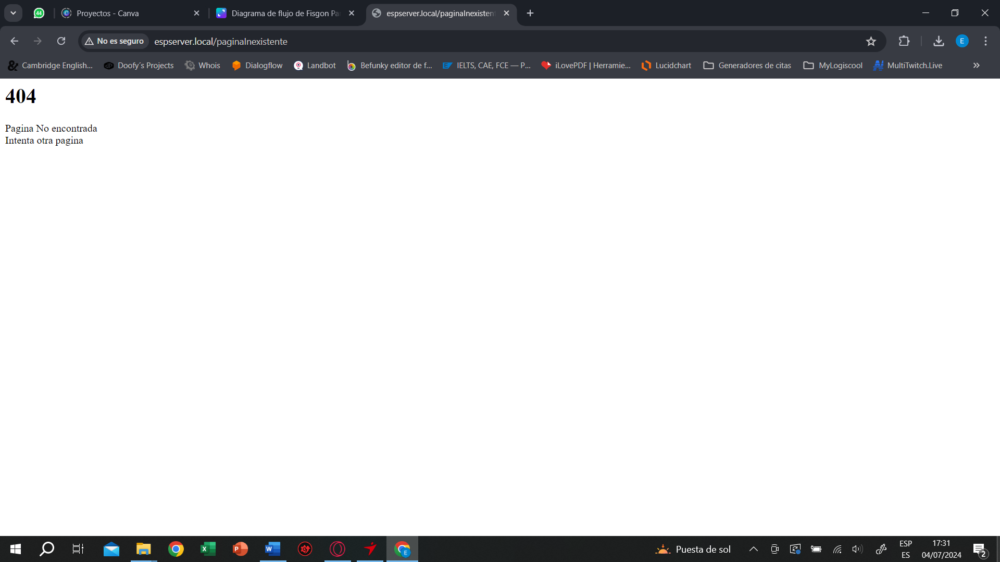 44
Proyectos - Canva
Diagrama de flujo de Fisgon Pa
espserver.local/paginaInexisten
No es seguro
espserver.local/paginaInexistente
E
Cambridge English...
Doofy´s Projects
Whois
Dialogflow
Landbot
Befunky editor de f...
IELTS, CAE, FCE — P...
iLovePDF | Herramie...
Lucidchart
Generadores de citas
MyLogiscool
MultiTwitch.Live
404
Pagina No encontrada
Intenta otra pagina
Puesta de sol
ESP
ES
17:31
04/07/2024
2